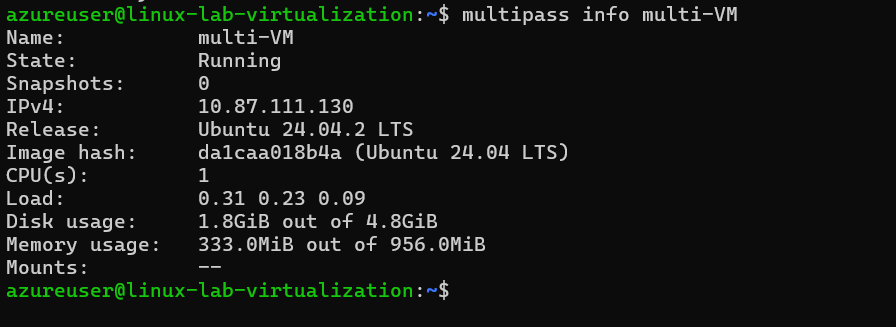 azureuser@linux-lab-virtualization:~$ multipass info multi-VM
Name:           multi-VM
State:          Running
Snapshots:      0
IPv4:           10.87.111.130
Release:        Ubuntu 24.04.2 LTS
Image hash:     da1caa018b4a (Ubuntu 24.04 LTS)
CPU(s):         1
Load:           0.31 0.23 0.09
Disk usage:     1.8GiB out of 4.8GiB
Memory usage:   333.0MiB out of 956.0MiB
Mounts:         --
azureuser@linux-lab-virtualization:~$